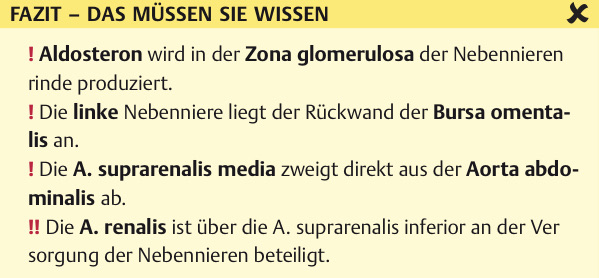 FAZIT – DAS MÜSSEN SIE WISSEN
! Aldosteron wird in der Zona glomerulosa der Nebennieren
rinde produziert.
! Die linke Nebenniere liegt der Rückwand der Bursa omenta-
lis an.
! Die A. suprarenalis media zweigt direkt aus der Aorta abdo-
minalis ab.
!! Die A. renalis ist über die A. suprarenalis inferior an der Ver
sorgung der Nebennieren beteiligt.